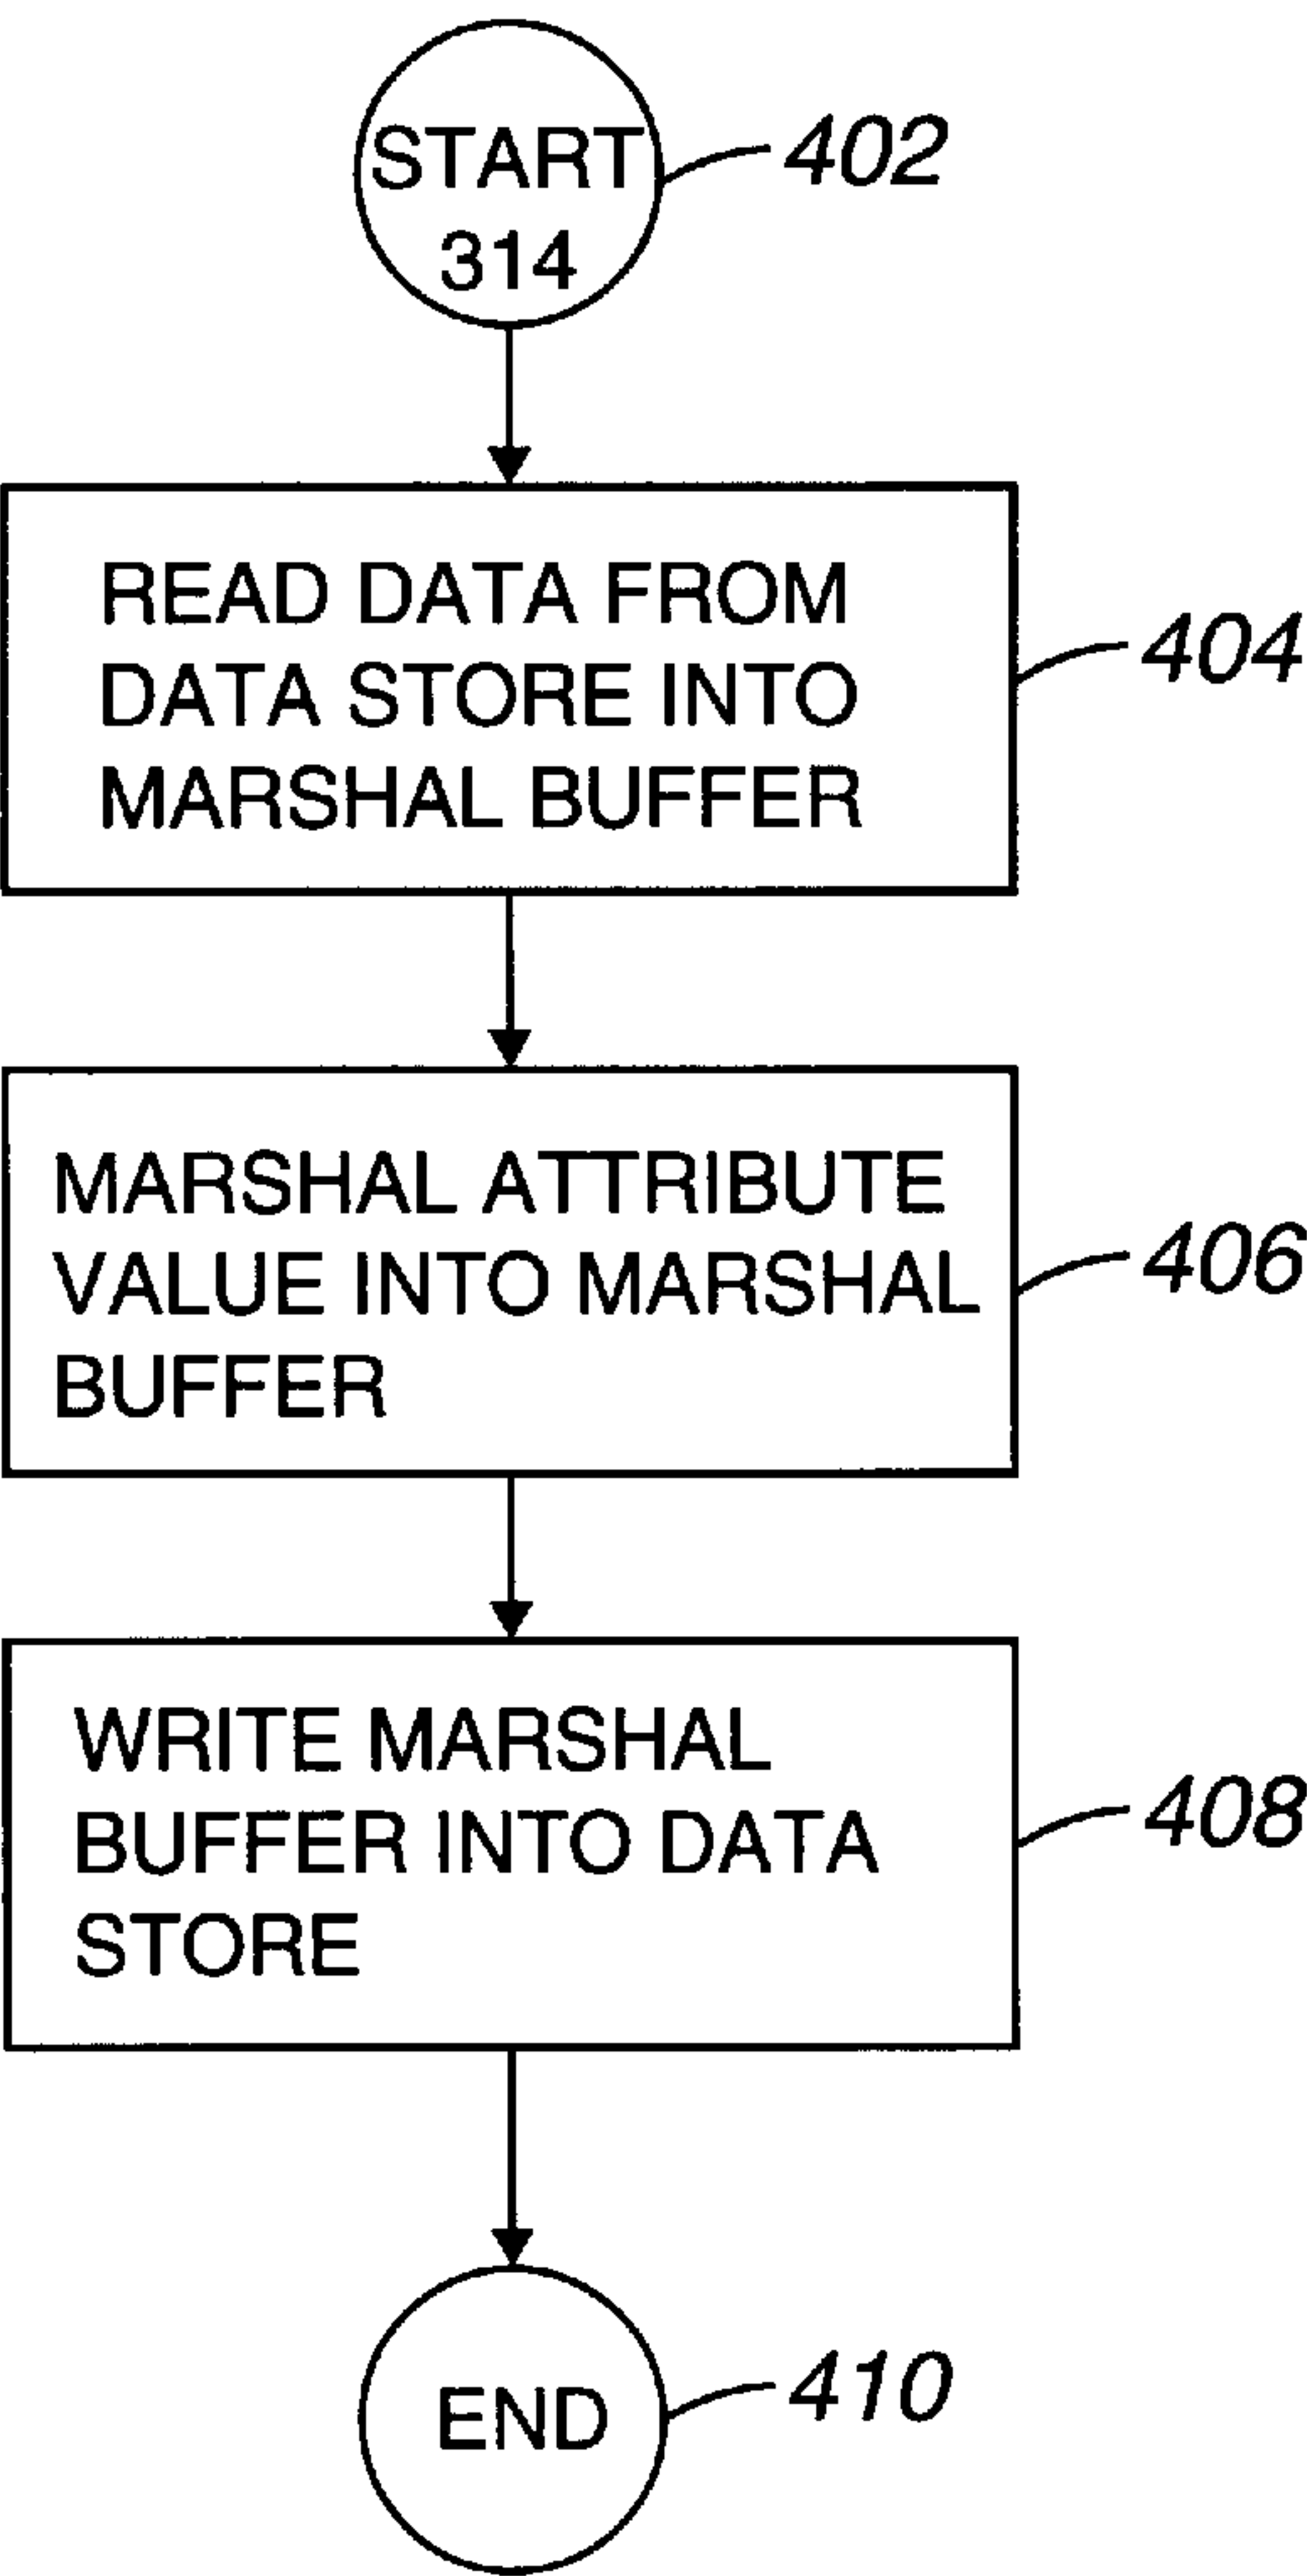 START
314
402
READ DATA FROM
DATA STORE INTO
MARSHAL BUFFER
404
MARSHAL ATTRIBUTE
VALUE INTO MARSHAL
BUFFER
406
WRITE MARSHAL
BUFFER INTO DATA
STORE
408
END
410